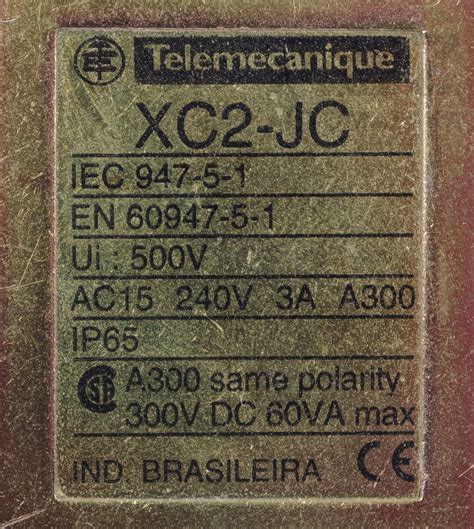 Telemecanique
XC2-JC
IEC 947-5-1
EN 60947-5-1
Ui : 500V
AC15 240V 3A A300
IP65
A300 same polarity
300V DC 60VA max
IND. BRASILEIRA CE